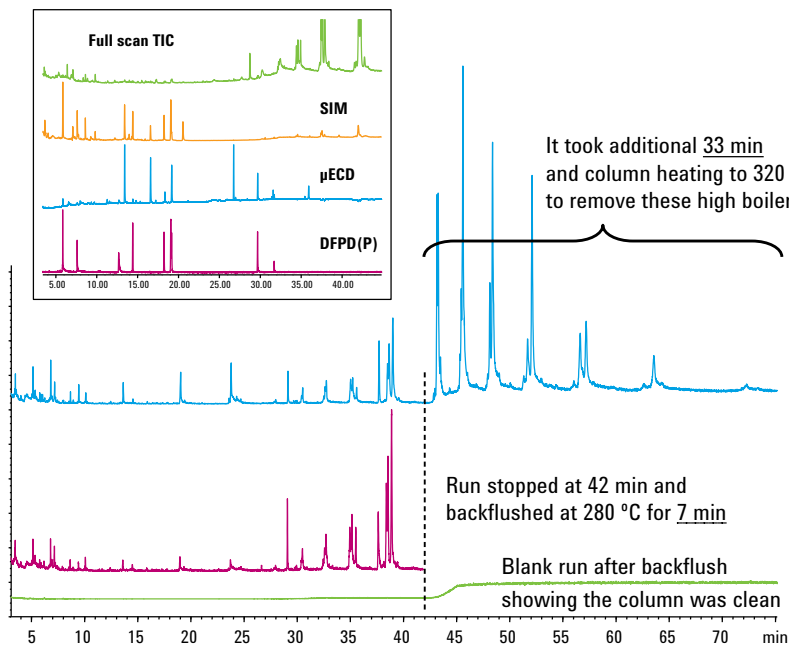 Full scan TIC
SIM
µECD
DFPD(P)
5.00 10.00 15.00 20.00 25.00 30.00 35.00 40.00
It took additional 33 min
and column heating to 320
to remove these high boiler
Run stopped at 42 min and
backflushed at 280 ºC for 7 min
Blank run after backflush
showing the column was clean
5 10 15 20 25 30 35 40 45 50 55 60 65 70 min